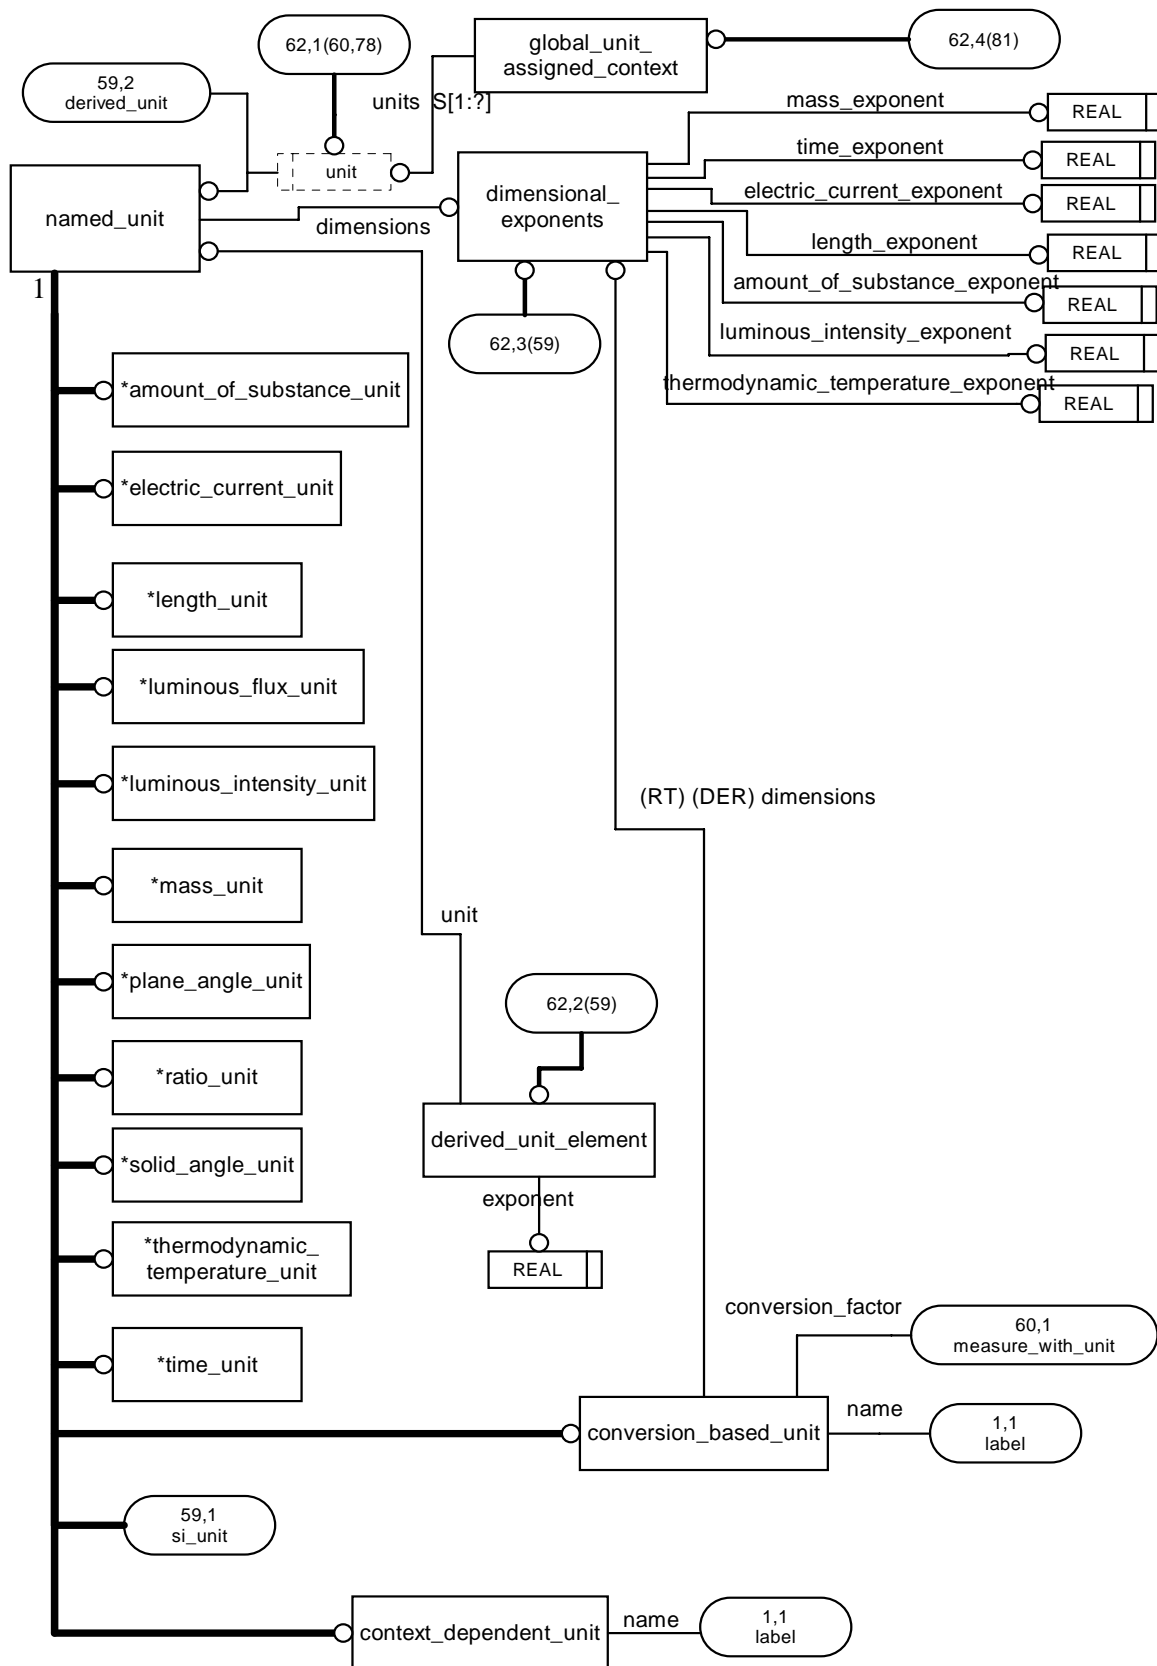 62,1(60,78)
global_unit_
assigned_context
62,4(81)
59,2
derived_unit
units S[1:?]
mass_exponent
REAL
time_exponent
REAL
unit
named_unit
dimensions
dimensional_
exponents
electric_current_exponent
REAL
length_exponent
REAL
1
amount_of_substance_exponent
REAL
62,3(59)
luminous_intensity_exponent
REAL
thermodynamic_temperature_exponent
REAL
*amount_of_substance_unit
*electric_current_unit
*length_unit
*luminous_flux_unit
*luminous_intensity_unit
(RT) (DER) dimensions
*mass_unit
unit
*plane_angle_unit
62,2(59)
*ratio_unit
derived_unit_element
*solid_angle_unit
exponent
*thermodynamic_
temperature_unit
REAL
conversion_factor
60,1
measure_with_unit
*time_unit
conversion_based_unit
name
1,1
label
59,1
si_unit
context_dependent_unit
name
1,1
label